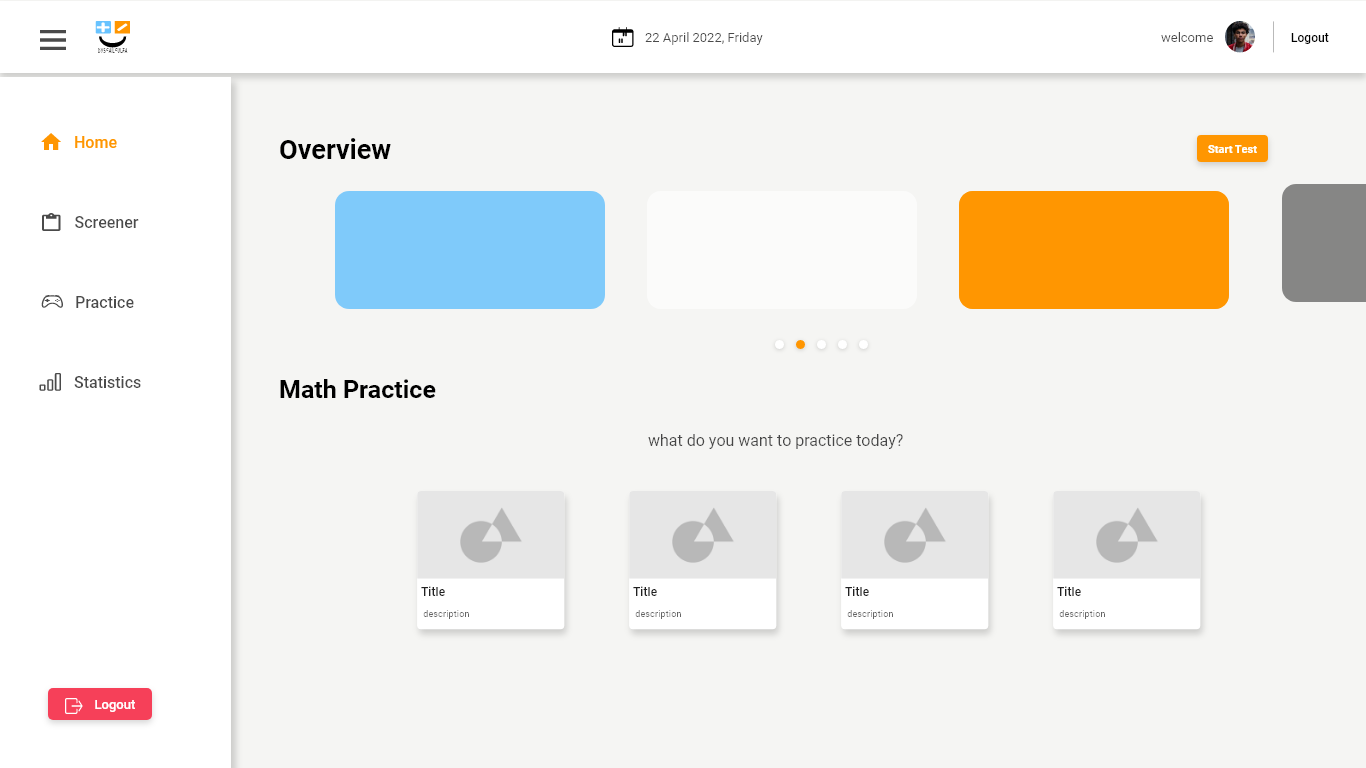 22 April 2022, Friday
welcome
Logout
Home
Screener
Practice
Statistics
Logout
Overview
Start Test
Math Practice
what do you want to practice today?
Title
description
Title
description
Title
description
Title
description